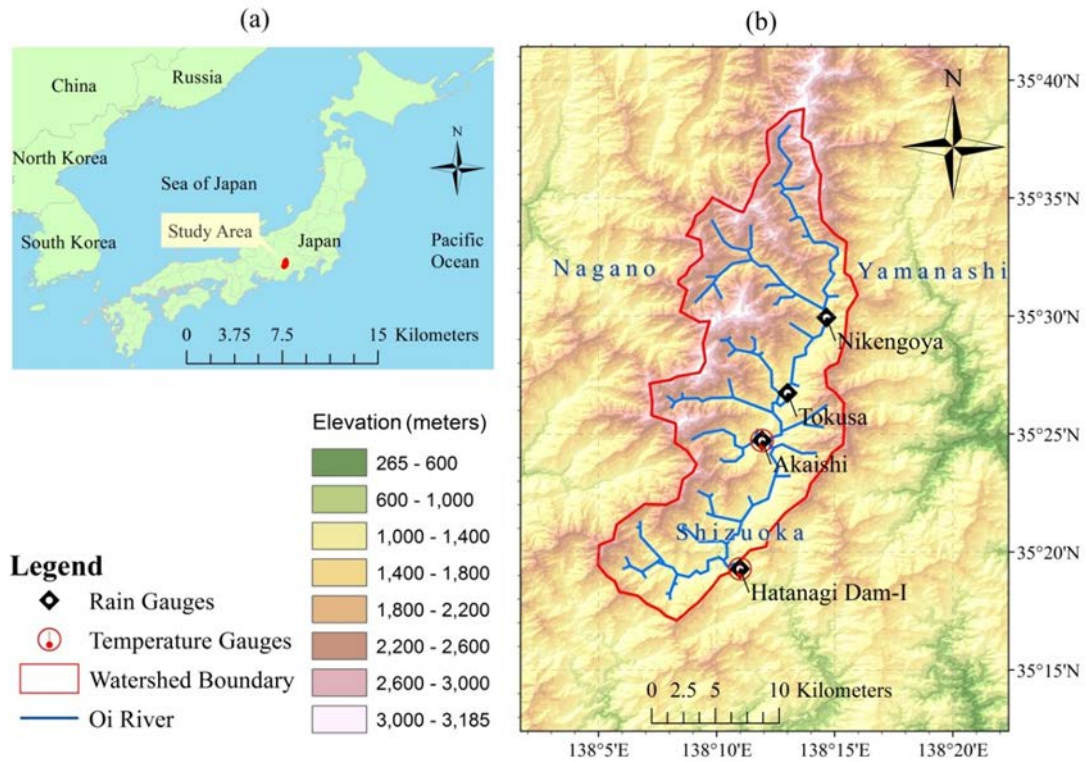 (a)
China
Russia
North Korea
N
Sea of Japan
South Korea
Study Area
Japan
Pacific
Ocean
0 3.75 7.5 15 Kilometers
Elevation (meters)
265 - 600
600 - 1,000
1,000 - 1,400
1,400 - 1,800
1,800 - 2,200
2,200 - 2,600
2,600 - 3,000
3,000 - 3,185
Legend
Rain Gauges
Temperature Gauges
Watershed Boundary
Oi River
(b)
N
35°40'N
35°35'N
35°30'N
35°25'N
35°20'N
35°15'N
Nagano
Yamanashi
Nikengoya
Tokusa
Akaishi
Shizuoka
Hatanagi Dam-I
0 2.5 5 10 Kilometers
138°5'E 138°10'E 138°15'E 138°20'E